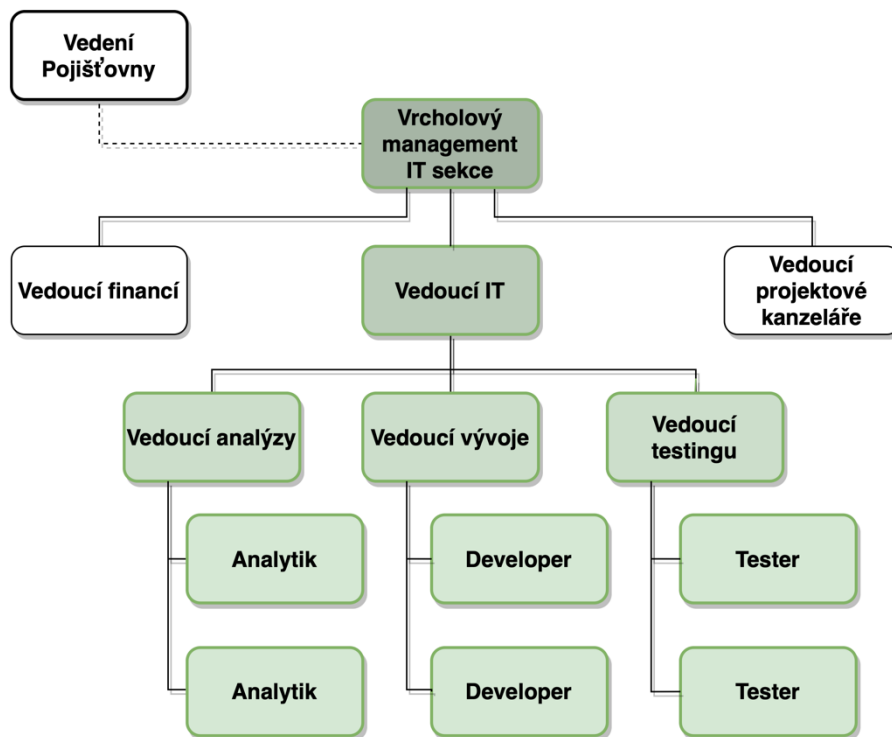 Vedení
Pojišťovny
Vrcholový
management
IT sekce
Vedoucí financí
Vedoucí IT
Vedoucí
projektové
kanzeláře
Vedoucí analýzy
Vedoucí vývoje
Vedoucí
testingu
Analytik
Developer
Tester
Analytik
Developer
Tester